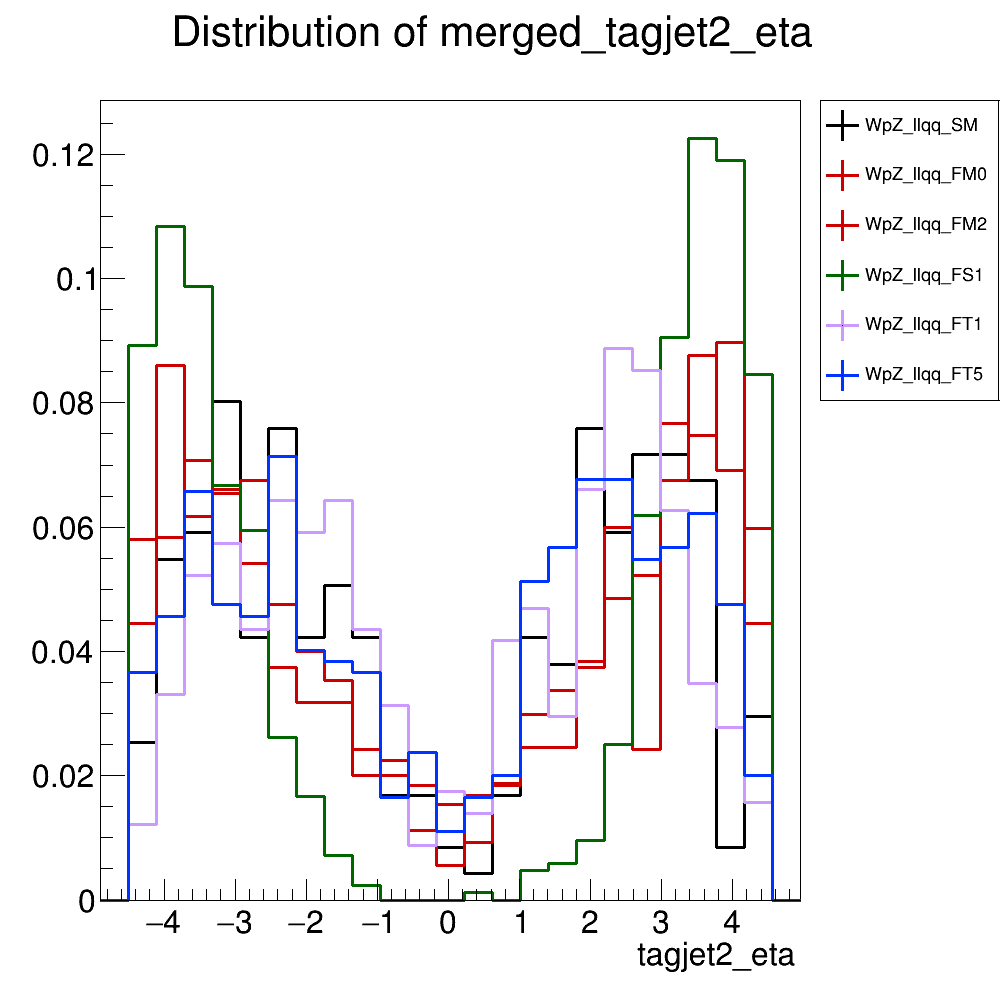 Distribution of merged_tagjet2_eta
WpZ_llqq_SM
WpZ_llqq_FM0
WpZ_llqq_FM2
WpZ_llqq_FS1
WpZ_llqq_FT1
WpZ_llqq_FT5
0.12
0.1
0.08
0.06
0.04
0.02
0
−4 −3 −2 −1 0 1 2 3 4
tagjet2_eta